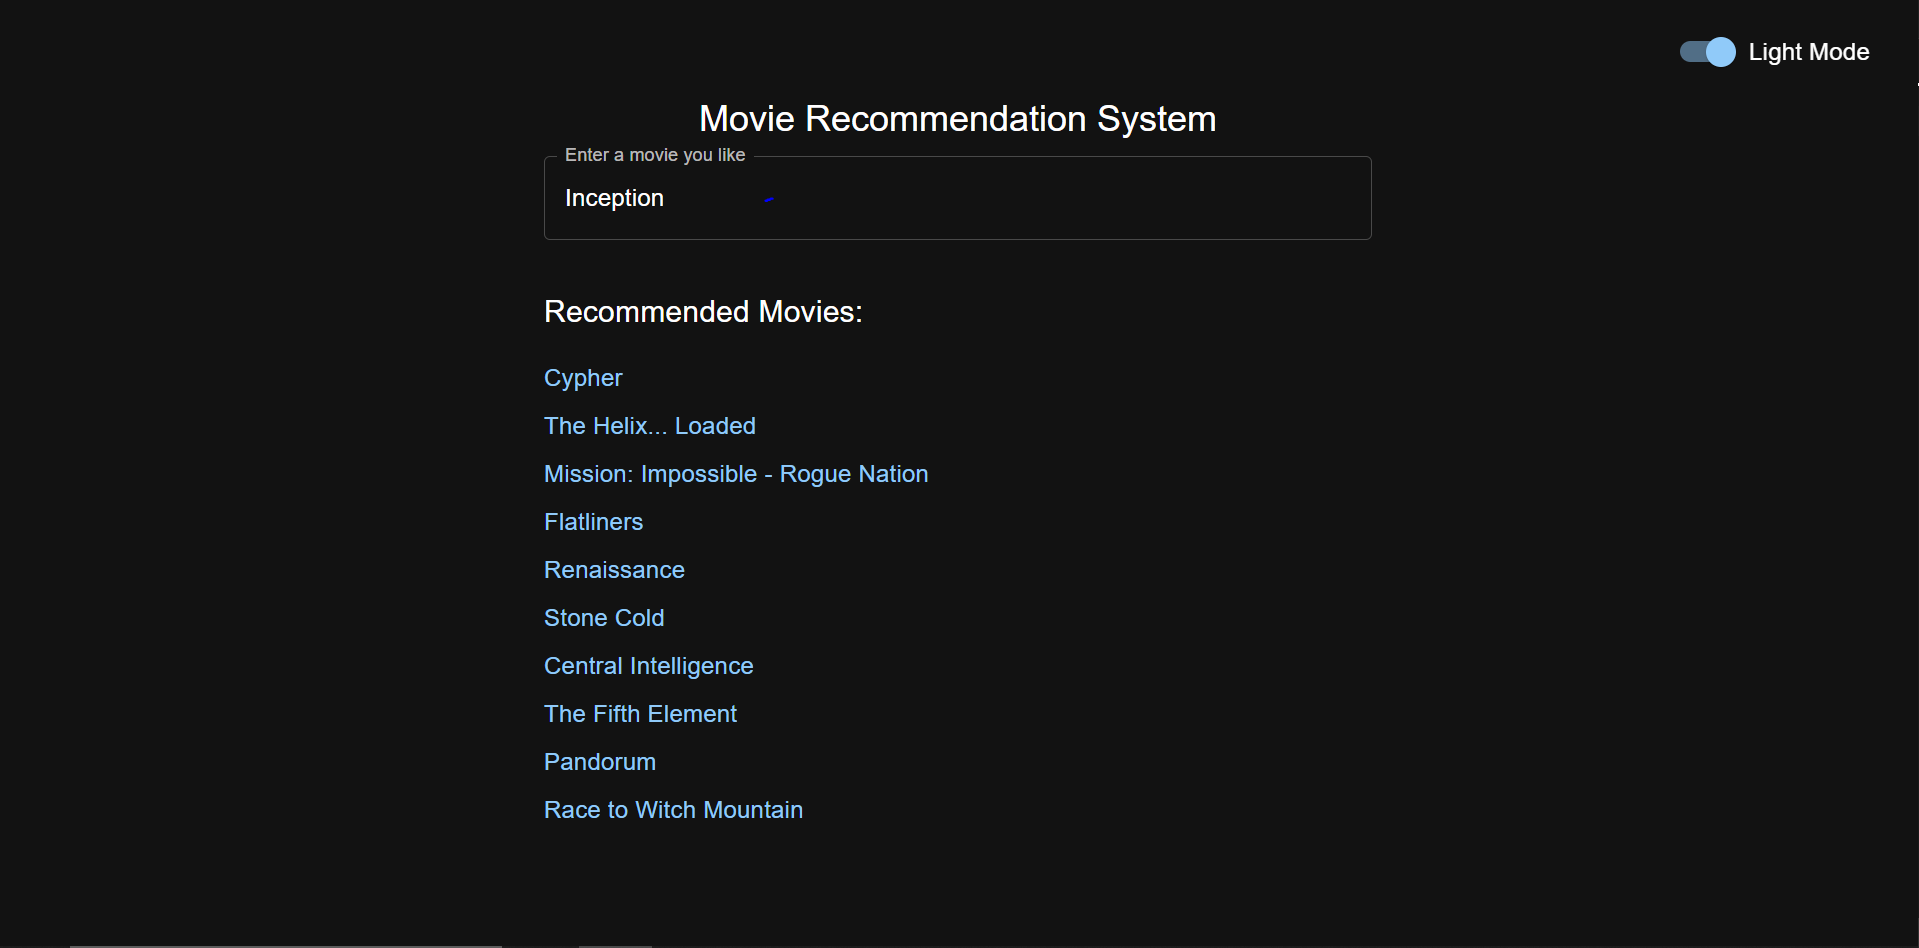 Light Mode
Movie Recommendation System
Enter a movie you like
Inception
Recommended Movies:
Cypher
The Helix... Loaded
Mission: Impossible - Rogue Nation
Flatliners
Renaissance
Stone Cold
Central Intelligence
The Fifth Element
Pandorum
Race to Witch Mountain